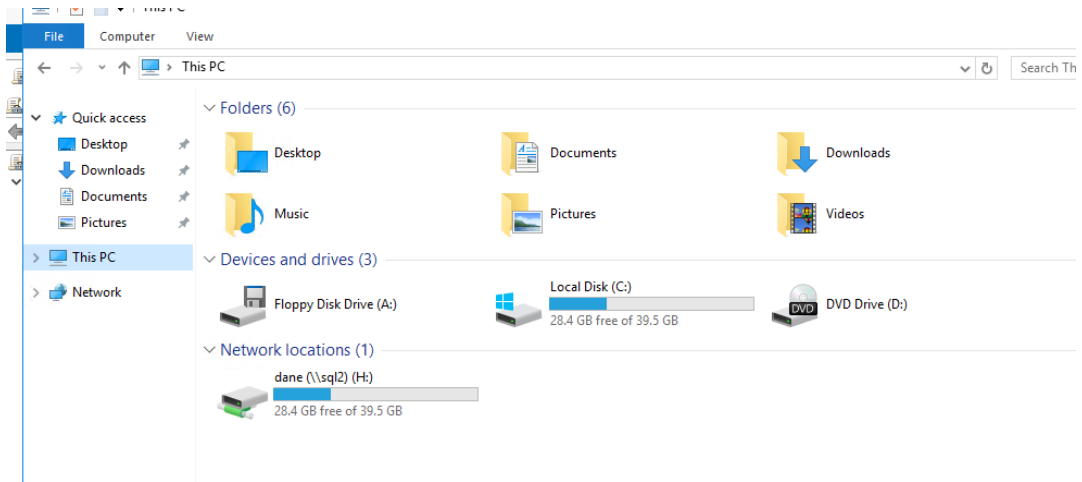 This PC
File Computer View
This PC
Search Th
Quick access
Desktop
Downloads
Documents
Pictures
This PC
Network
Folders (6)
Desktop Documents Downloads
Music Pictures Videos
Devices and drives (3)
Floppy Disk Drive (A:)
Local Disk (C:)
28.4 GB free of 39.5 GB
DVD
DVD Drive (D:)
Network locations (1)
dane (\\sql2) (H:)
28.4 GB free of 39.5 GB